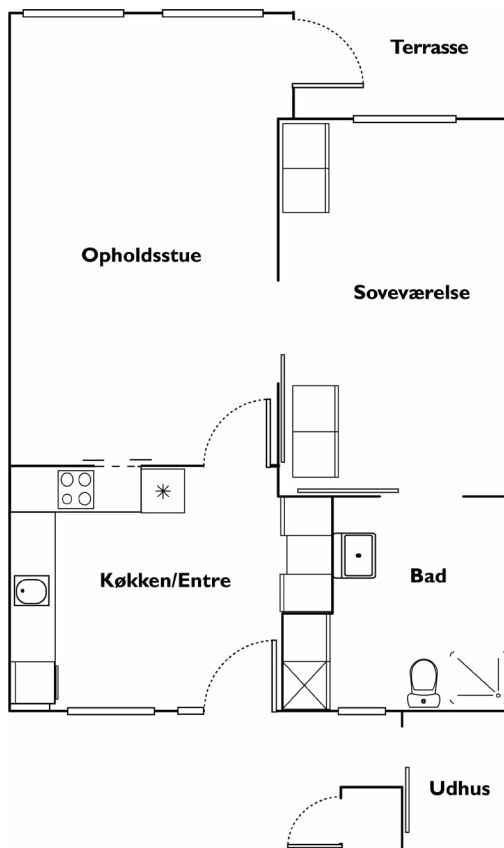 Terrasse
Opholdsstue
Soveværelse
Køkken/Entre
Bad
Udhus